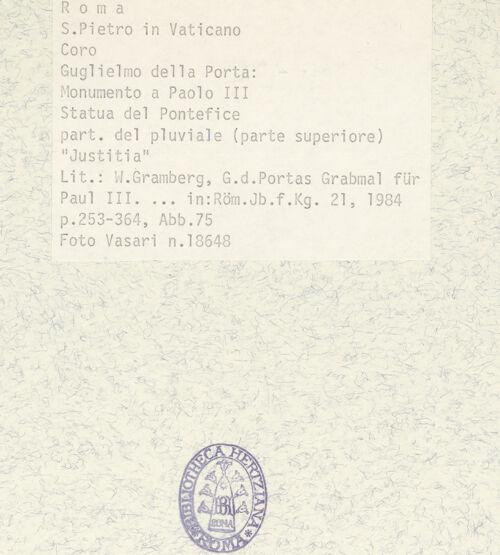 Roma
S.Pietro in Vaticano
Coro
Guglielmo della Porta:
Monumento a Paolo III
Statua del Pontefice
part. del pluviale (parte superiore)
"Justitia"
Lit.: W.Gramberg, G.d.Portas Grabmal für
Paul III. ... in:Röm.Jb.f.Kg. 21, 1984
p.253-364, Abb.75
Foto Vasari n.18648
BIBLIOTHECA HERTZIANA
ROMA